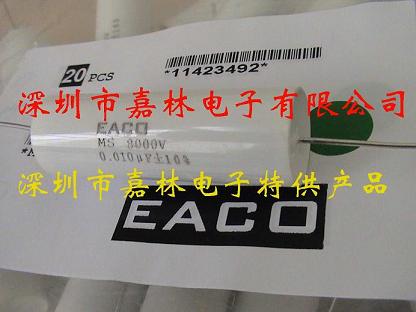 20 PCS
*11423492*
深圳市嘉林电子有限公司
EACO
MS 8000V
0.010μF±10%
深圳市嘉林电子特供产品
EACO